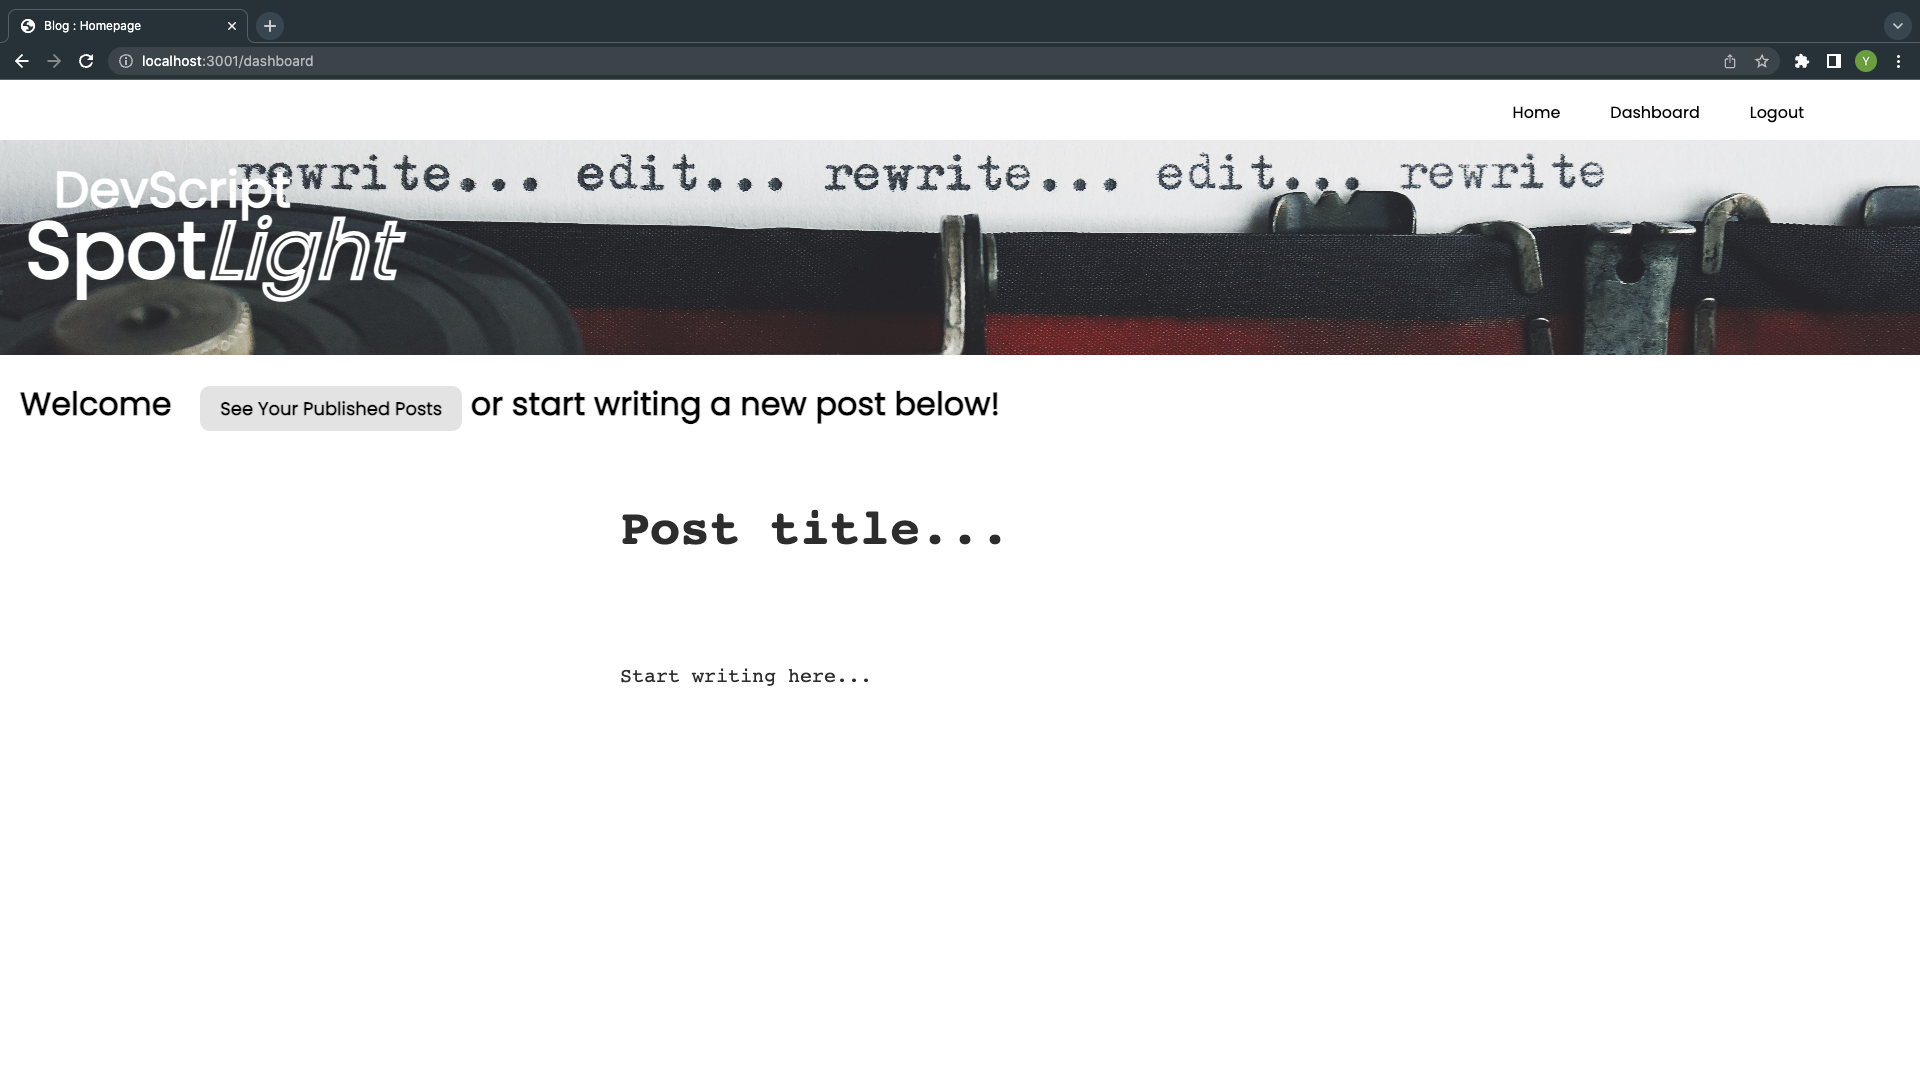 Blog : Homepage
localhost:3001/dashboard
Y
Home Dashboard Logout
rewrite... edit... rewrite... edit... rewrite
DevScript
SpotLight
Welcome See Your Published Posts or start writing a new post below!
Post title...
Start writing here...